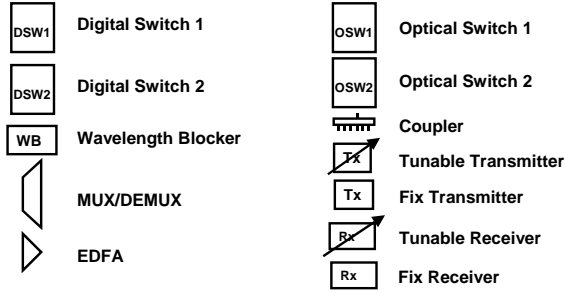 DSW1 Digital Switch 1
DSW2 Digital Switch 2
WB Wavelength Blocker
MUX/DEMUX
EDFA
OSW1 Optical Switch 1
OSW2 Optical Switch 2
Coupler
Tx Tunable Transmitter
Tx Fix Transmitter
Rx Tunable Receiver
Rx Fix Receiver